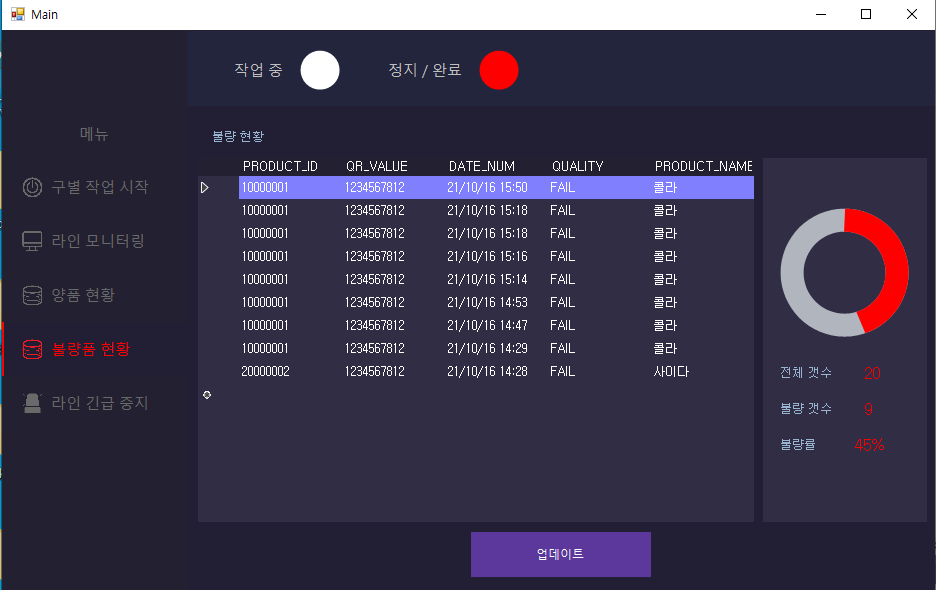 Main
작업 중
정지 / 완료
메뉴
구별 작업 시작
라인 모니터링
양품 현황
불량품 현황
라인 긴급 중지
불량 현황
PRODUCT_ID QR_VALUE DATE_NUM QUALITY PRODUCT_NAME
10000001 1234567812 21/10/16 15:50 FAIL 콜라
10000001 1234567812 21/10/16 15:18 FAIL 콜라
10000001 1234567812 21/10/16 15:18 FAIL 콜라
10000001 1234567812 21/10/16 15:16 FAIL 콜라
10000001 1234567812 21/10/16 15:14 FAIL 콜라
10000001 1234567812 21/10/16 14:53 FAIL 콜라
10000001 1234567812 21/10/16 14:47 FAIL 콜라
10000001 1234567812 21/10/16 14:29 FAIL 콜라
20000002 1234567812 21/10/16 14:28 FAIL 사이다
전체 갯수 20
불량 갯수 9
불량률 45%
업데이트